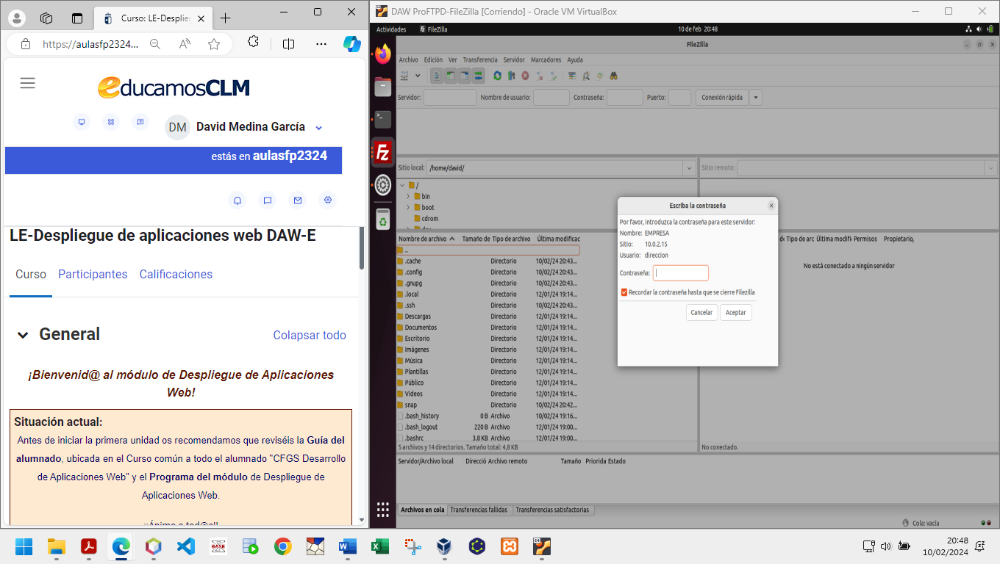 Curso: LE-Desplie
https://aulasfp2324...
educamosCLM
DM David Medina García
estás en aulasfp2324
LE-Despliegue de aplicaciones web DAW-E
Curso Participantes Calificaciones
General Colapsar todo
¡Bienvenid@ al módulo de Despliegue de Aplicaciones
Web!
Situación actual:
Antes de iniciar la primera unidad os recomendamos que reviséis la Guía del
alumnado, ubicada en el Curso común a todo el alumnado "CFGS Desarrollo
de Aplicaciones Web" y el Programa del módulo de Despliegue de
Aplicaciones Web.
DAW ProFTPD-FileZilla [Corriendo] - Oracle VM VirtualBox
Actividades FileZilla 10 de feb 20:48
FileZilla
Archivo Edición Ver Transferencia Servidor Marcadores Ayuda
Servidor: Nombre de usuario: Contraseña: Puerto: Conexión rápida
Sitio local: /home/david/ Sitio remoto:
/
bin
boot
cdrom
dev
Nombre de archivo Tamaño de Tipo de archivo Última modificac
..
.cache Directorio 10/02/24 20:43...
.config Directorio 10/02/24 20:43...
.gnupg Directorio 10/02/24 20:43...
.local Directorio 12/01/24 19:14...
.ssh Directorio 10/02/24 20:43...
Descargas Directorio 12/01/24 19:14...
Documentos Directorio 12/01/24 19:14...
Escritorio Directorio 12/01/24 19:14...
Imágenes Directorio 12/01/24 19:14...
Música Directorio 12/01/24 19:14...
Plantillas Directorio 12/01/24 19:14...
Público Directorio 12/01/24 19:14...
Vídeos Directorio 12/01/24 19:14...
snap Directorio 10/02/24 20:42...
.bash_history 0 B Archivo 10/02/24 19:16...
.bash_logout 220 B Archivo 12/01/24 19:00...
.bashrc 3,8 KB Archivo 12/01/24 19:00...
5 archivos y 14 directorios. Tamaño total: 4,8 KB
Tipo de arc Última modifi Permisos Propietario,
No está conectado a ningún servidor
No conectado.
Escriba la contraseña
Por favor, introduzca la contraseña para este servidor:
Nombre: EMPRESA
Sitio: 10.0.2.15
Usuario: direccion
Contraseña:
Recordar la contraseña hasta que se cierre Filezilla
Cancelar Aceptar
Servidor/Archivo local Direcció Archivo remoto Tamaño Priorida Estado
Archivos en cola Transferencias fallidas Transferencias satisfactorias
Cola: vacía
20:48
10/02/2024